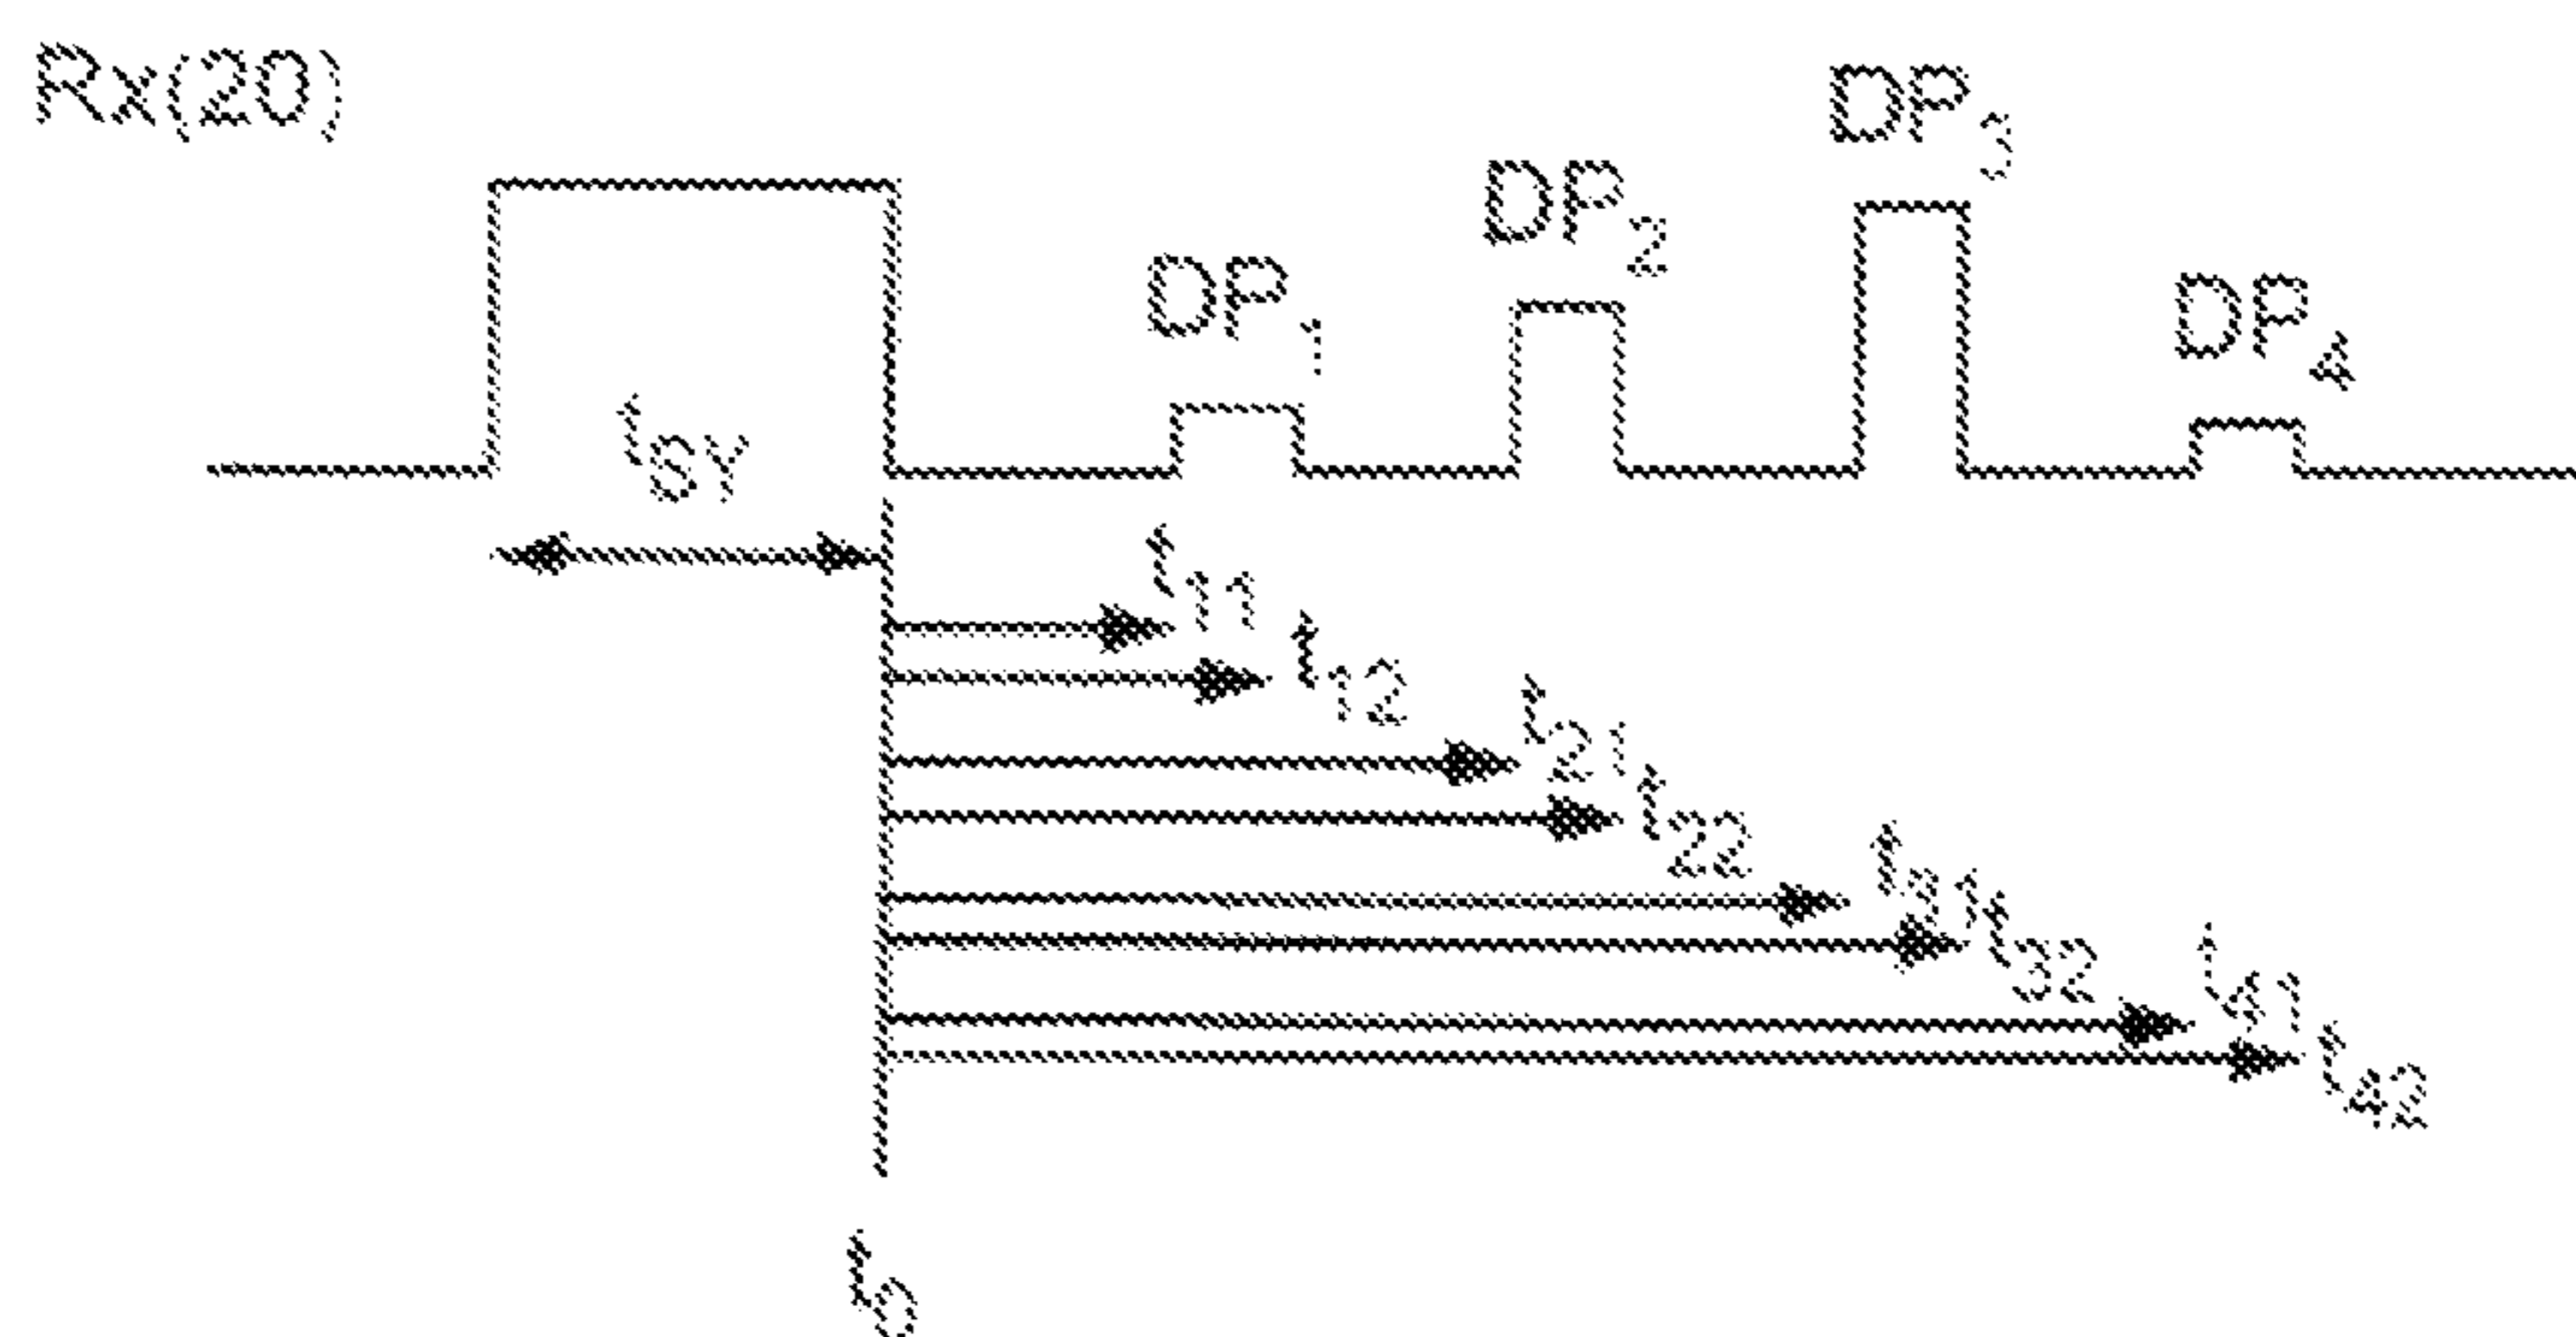 Rx(20)
DP3
DP2
DP1
DP4
tSY
t11
t12
t21
t22
t31
t32
t41
t42
t0